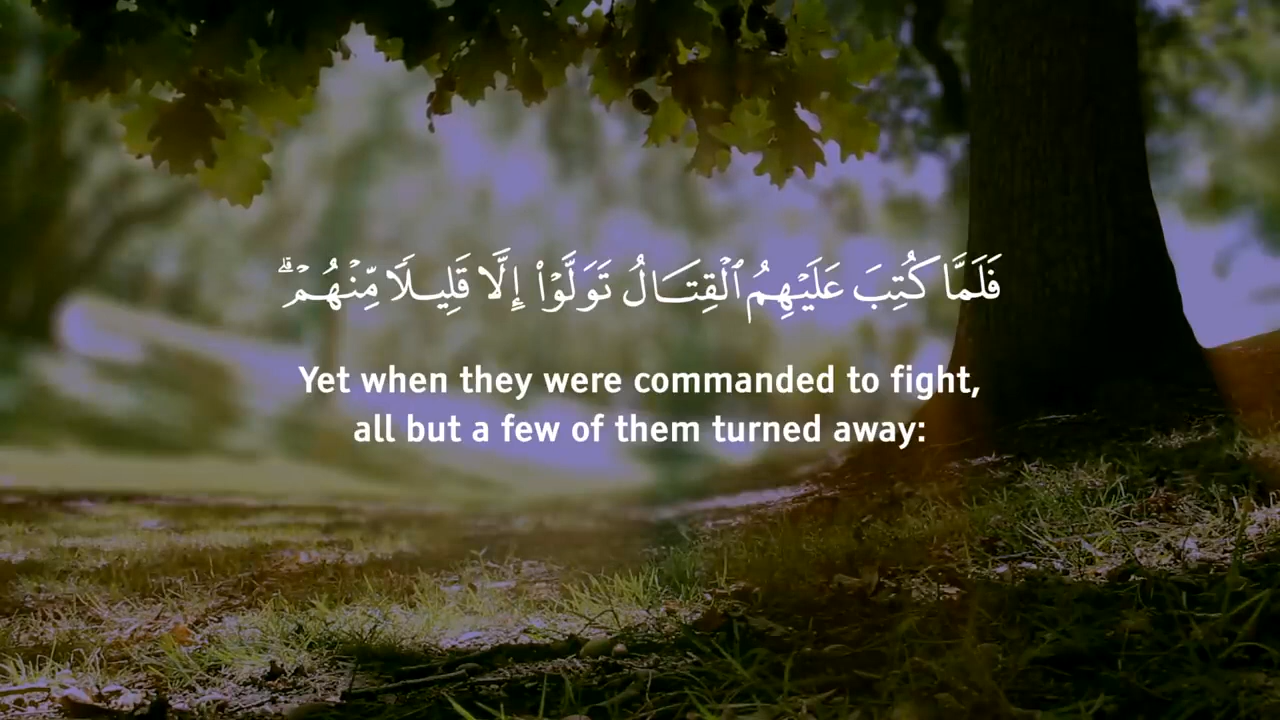 فَلَمَّا كُتِبَ عَلَيْهِمُ ٱلْقِتَالُ تَوَلَّوْا۟ إِلَّا قَلِيلًا مِّنْهُمْ ۗ
Yet when they were commanded to fight,
all but a few of them turned away: